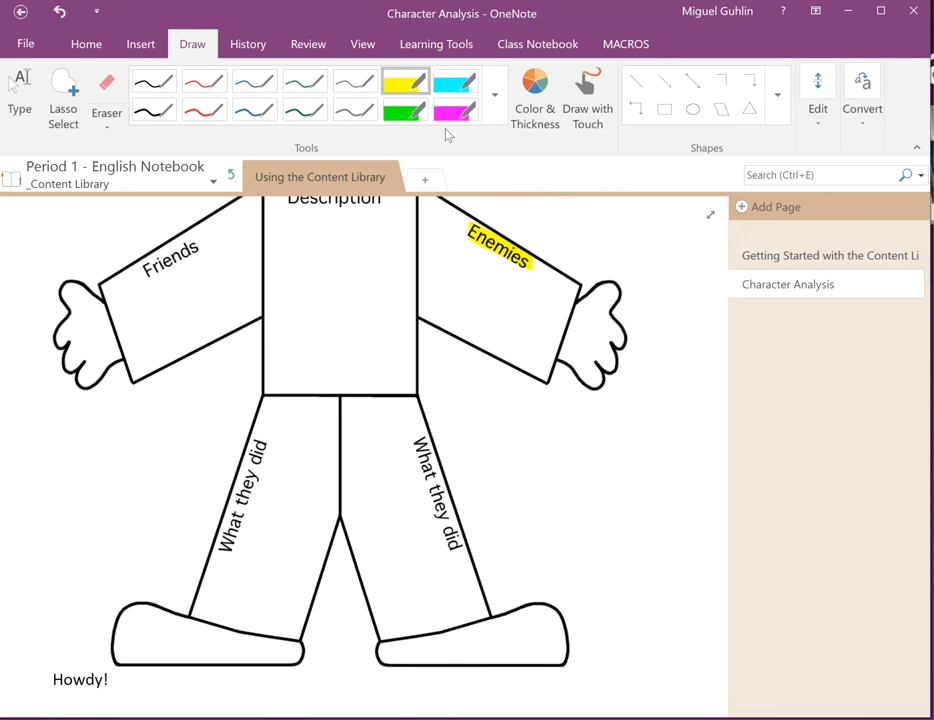 Character Analysis - OneNote
Miguel Guhlin
?
File
Home
Insert
Draw
History
Review
View
Learning Tools
Class Notebook
MACROS
Type
Lasso
Select
Eraser
Color &
Thickness
Draw with
Touch
Edit
Convert
Tools
Shapes
Period 1 - English Notebook
_Content Library
5
Using the Content Library
+
Search (Ctrl+E)
Add Page
Getting Started with the Content Li
Character Analysis
Description
Friends
Enemies
What they did
What they did
Howdy!